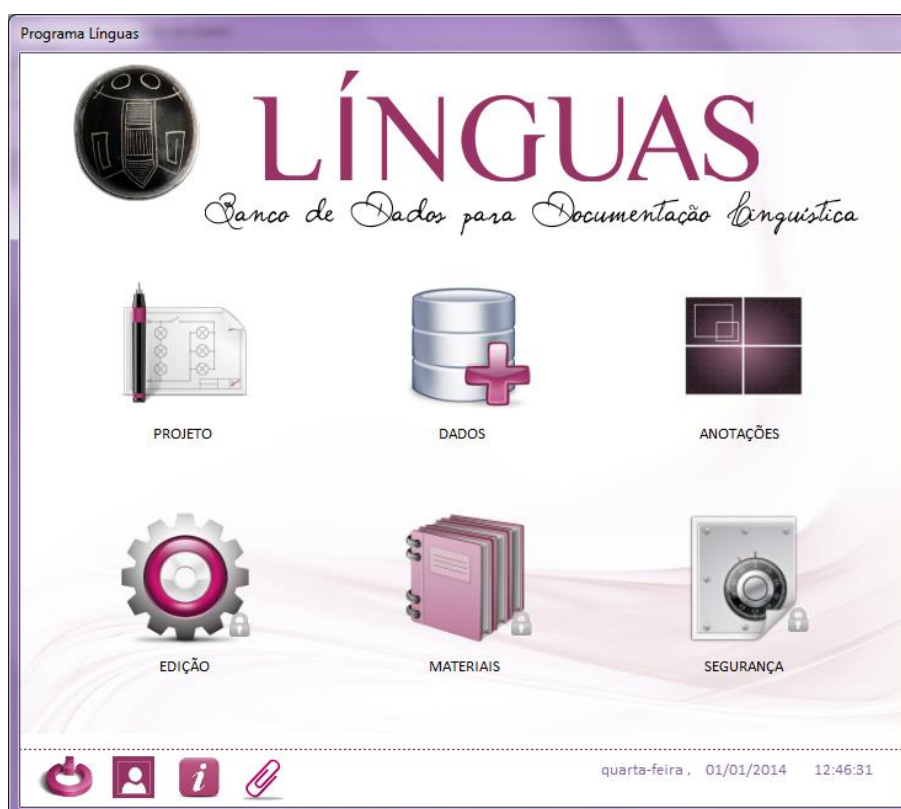 Programa Línguas
LÍNGUAS
Banco de Dados para Documentação Linguística
PROJETO
DADOS
ANOTAÇÕES
EDIÇÃO
MATERIAIS
SEGURANÇA
i
quarta-feira , 01/01/2014 12:46:31